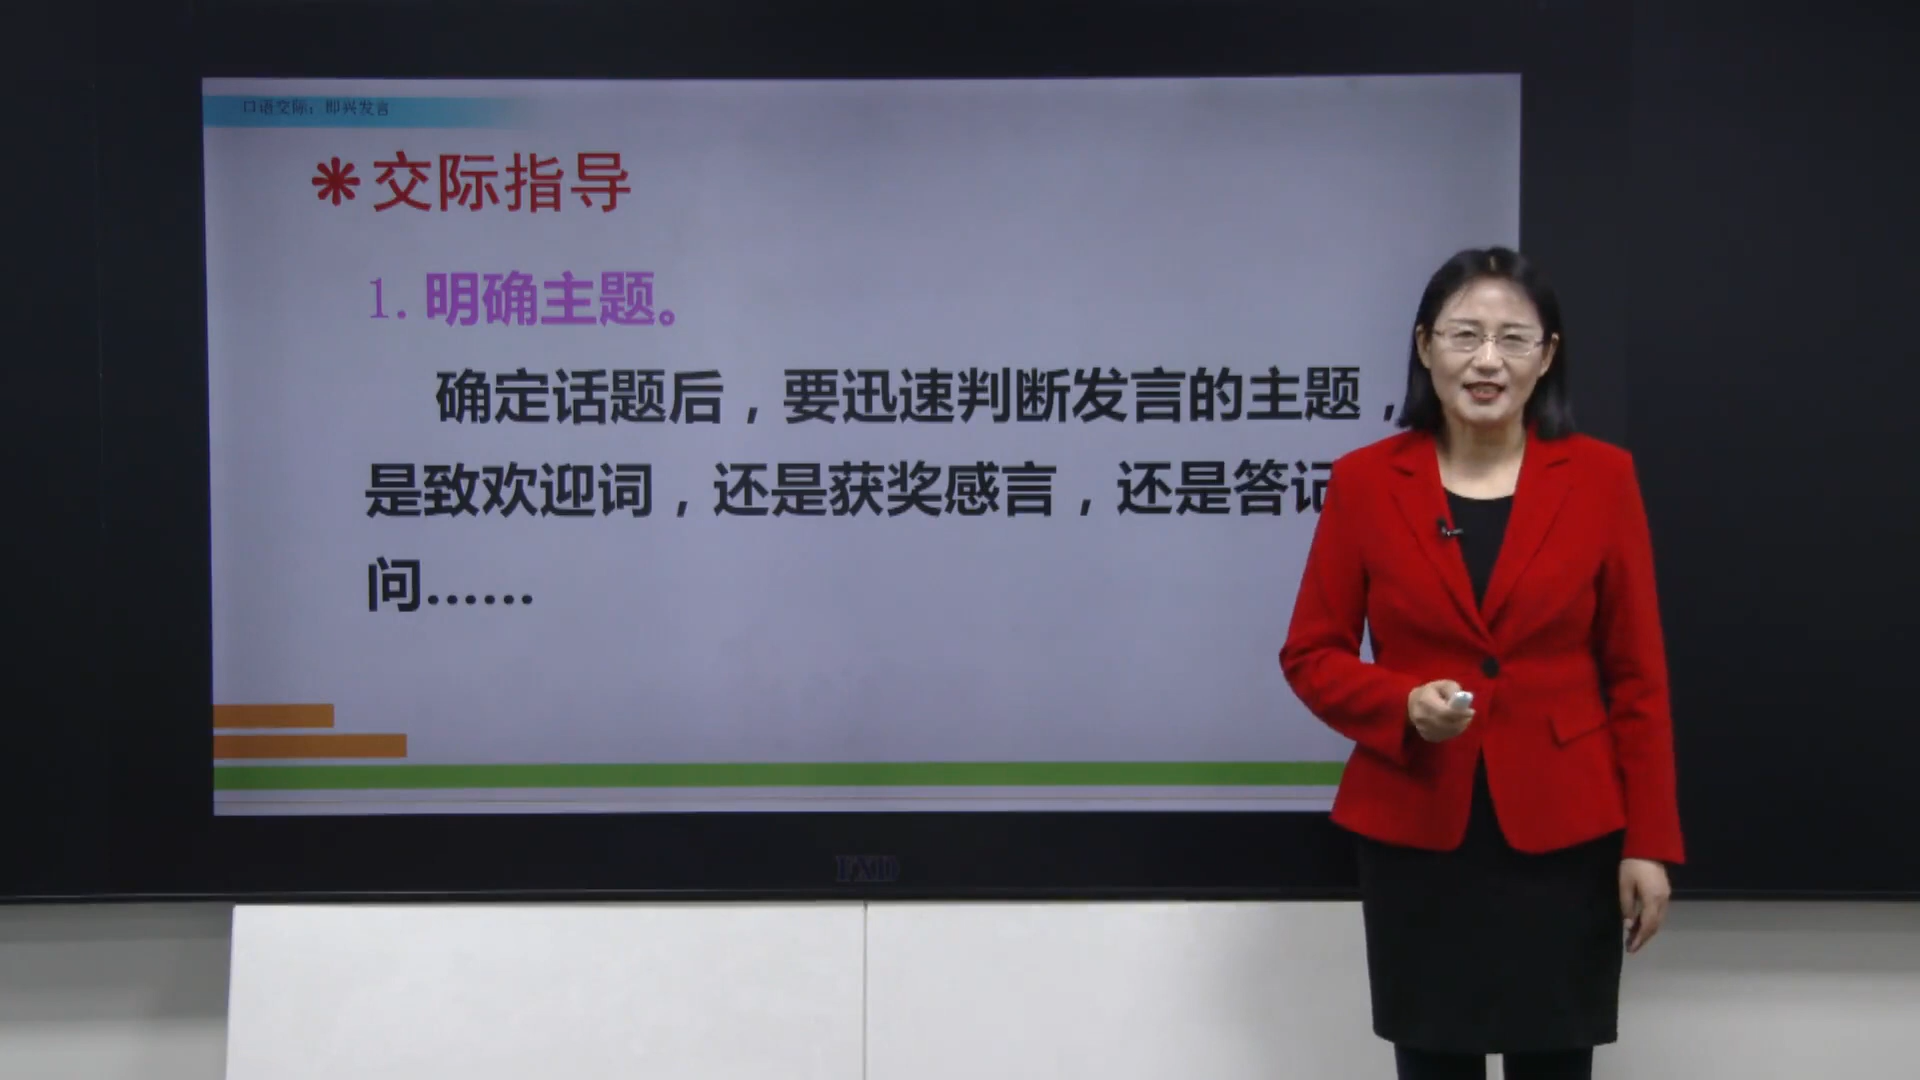 口语交际：即兴发言
❋交际指导
1.明确主题。
确定话题后，要迅速判断发言的主题，
是致欢迎词，还是获奖感言，还是答记
问……